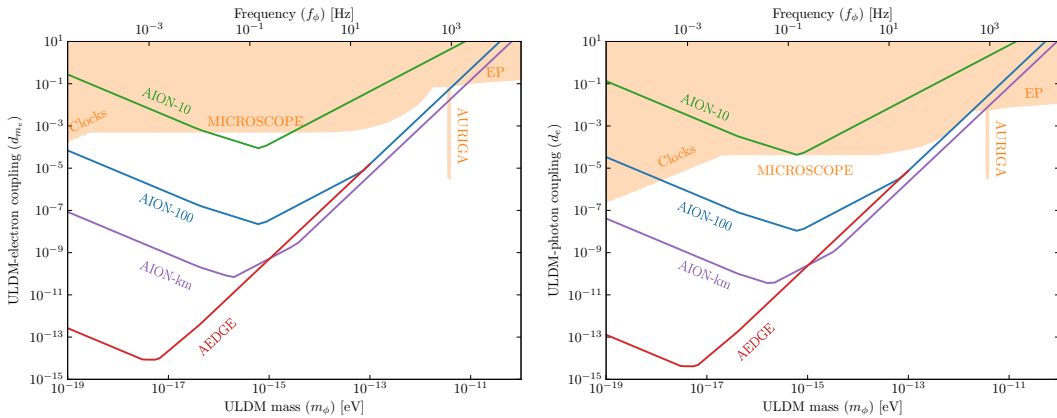 Frequency (f_ϕ) [Hz]
10^−3 10^−1 10^1 10^3
10^1
10^−1
10^−3
10^−5
10^−7
10^−9
10^−11
10^−13
10^−15
ULDM-electron coupling (d_{m_e})
AION-10
EP
Clocks
MICROSCOPE
AURIGA
AION-100
AION-km
AEDGE
10^−19 10^−17 10^−15 10^−13 10^−11
ULDM mass (m_ϕ) [eV]
Frequency (f_ϕ) [Hz]
10^−3 10^−1 10^1 10^3
10^1
10^−1
10^−3
10^−5
10^−7
10^−9
10^−11
10^−13
10^−15
ULDM-photon coupling (d_e)
AION-10
EP
Clocks
MICROSCOPE
AURIGA
AION-100
AION-km
AEDGE
10^−19 10^−17 10^−15 10^−13 10^−11
ULDM mass (m_ϕ) [eV]